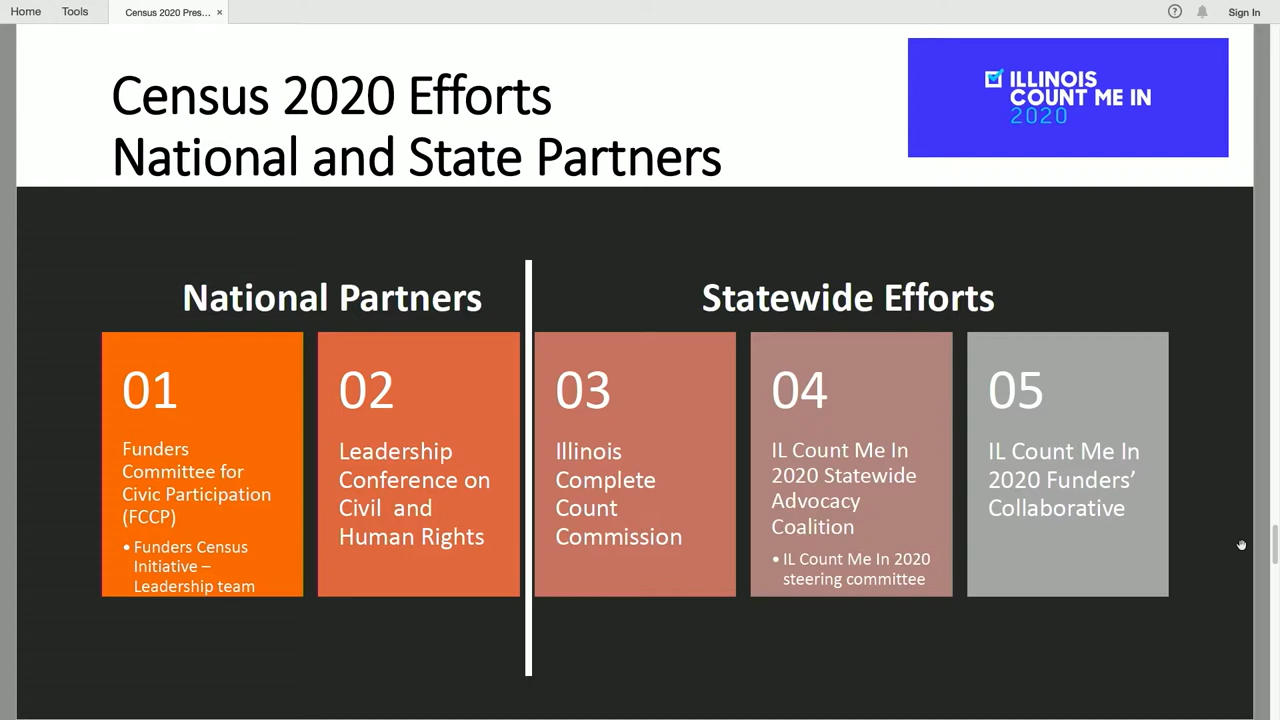 Home
Tools
Census 2020 Pres...
×
?
Sign In
Census 2020 Efforts
National and State Partners
ILLINOIS
COUNT ME IN
2020
National Partners
Statewide Efforts
01
Funders
Committee for
Civic Participation
(FCCP)
• Funders Census
Initiative –
Leadership team
02
Leadership
Conference on
Civil and
Human Rights
03
Illinois
Complete
Count
Commission
04
IL Count Me In
2020 Statewide
Advocacy
Coalition
• IL Count Me In 2020
steering committee
05
IL Count Me In
2020 Funders’
Collaborative